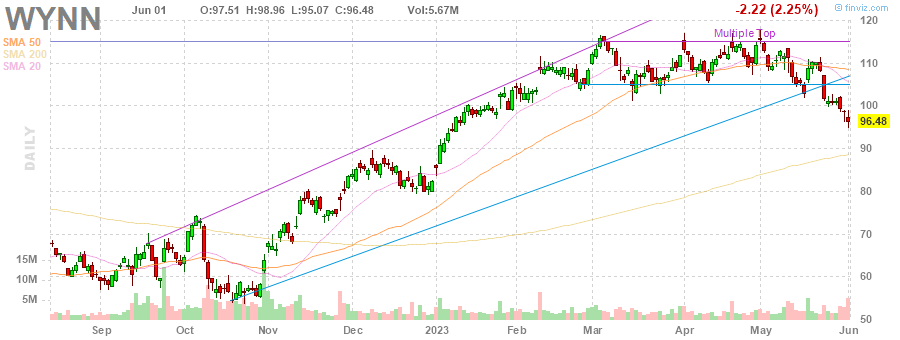 WYNN Jun 01 O:97.51 H:98.96 L:95.07 C:96.48 Vol:5.67M -2.22 (2.25%) © finviz.com
SMA 50
SMA 200
SMA 20
Multiple Top
DAILY
120
110
100
96.48
90
80
70
60
50
15M
10M
5M
Sep Oct Nov Dec 2023 Feb Mar Apr May Jun